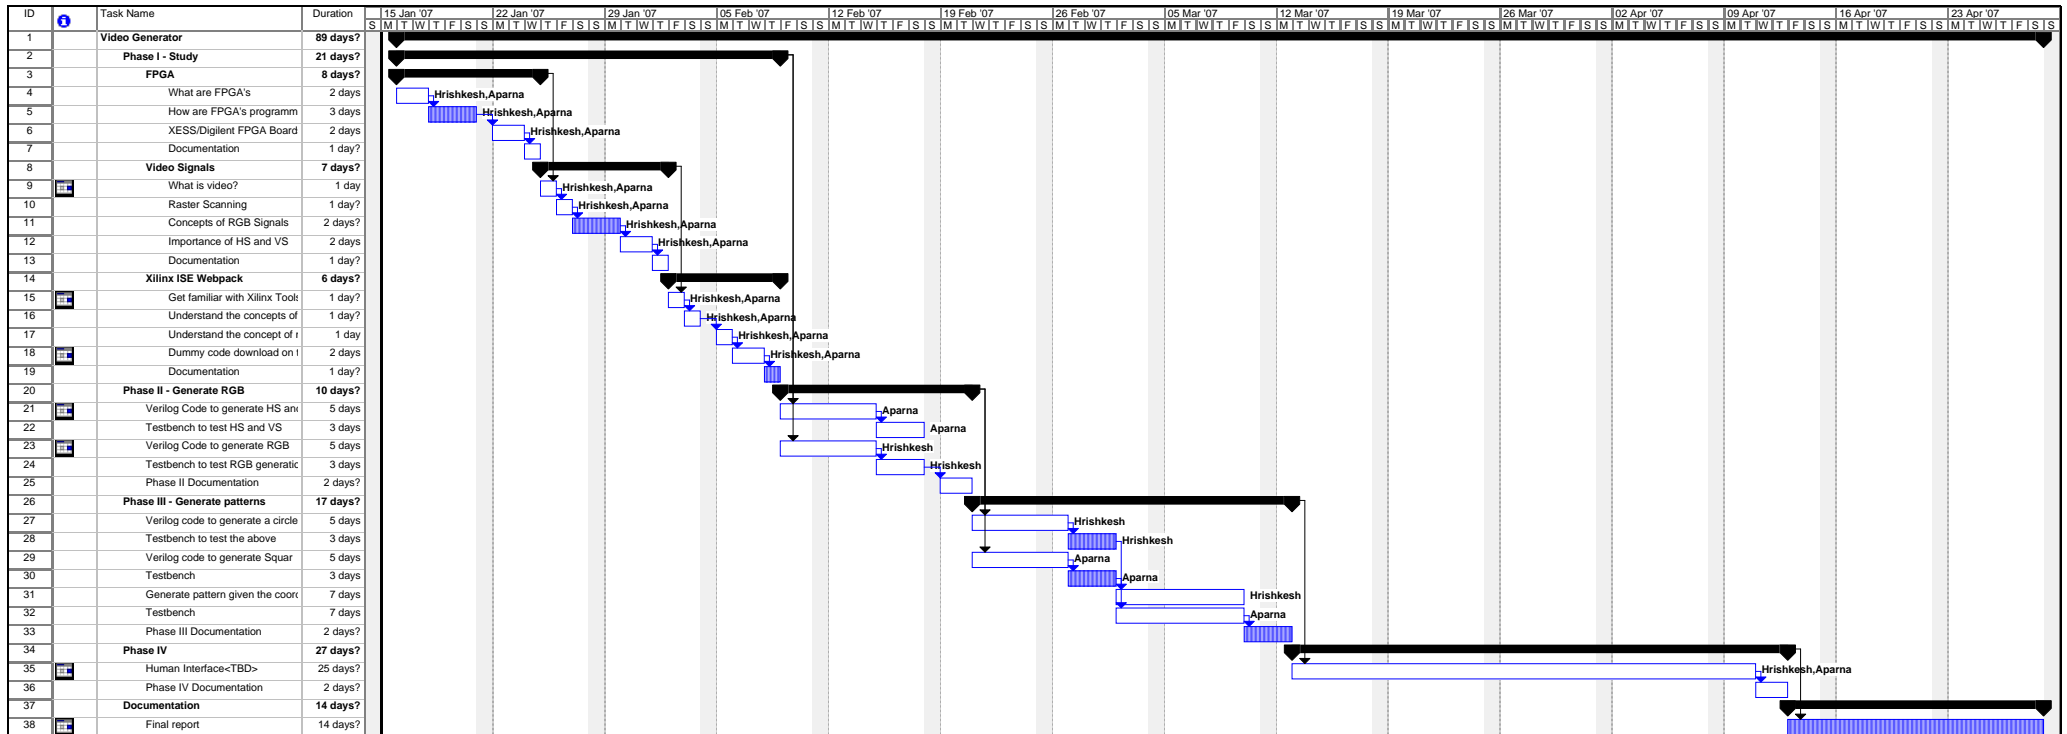 ID Task Name Duration 15 Jan '07 22 Jan '07 29 Jan '07 05 Feb '07 12 Feb '07 19 Feb '07 26 Feb '07 05 Mar '07 12 Mar '07 19 Mar '07 26 Mar '07 02 Apr '07 09 Apr '07 16 Apr '07 23 Apr '07
S M T W T F S S M T W T F S S M T W T F S S M T W T F S S M T W T F S S M T W T F S S M T W T F S S M T W T F S S M T W T F S S M T W T F S S M T W T F S S M T W T F S S M T W T F S S M T W T F S S M T W T F S S
1 Video Generator 89 days?
2 Phase I - Study 21 days?
3 FPGA 8 days?
4 What are FPGA's 2 days Hrishkesh,Aparna
5 How are FPGA's programm 3 days Hrishkesh,Aparna
6 XESS/Digilent FPGA Board 2 days Hrishkesh,Aparna
7 Documentation 1 day?
8 Video Signals 7 days?
9 What is video? 1 day Hrishkesh,Aparna
10 Raster Scanning 1 day? Hrishkesh,Aparna
11 Concepts of RGB Signals 2 days? Hrishkesh,Aparna
12 Importance of HS and VS 2 days Hrishkesh,Aparna
13 Documentation 1 day?
14 Xilinx ISE Webpack 6 days?
15 Get familiar with Xilinx Tools 1 day? Hrishkesh,Aparna
16 Understand the concepts of 1 day? Hrishkesh,Aparna
17 Understand the concept of r 1 day Hrishkesh,Aparna
18 Dummy code download on t 2 days Hrishkesh,Aparna
19 Documentation 1 day?
20 Phase II - Generate RGB 10 days?
21 Verilog Code to generate HS and 5 days Aparna
22 Testbench to test HS and VS 3 days Aparna
23 Verilog Code to generate RGB 5 days Hrishkesh
24 Testbench to test RGB generatic 3 days Hrishkesh
25 Phase II Documentation 2 days?
26 Phase III - Generate patterns 17 days?
27 Verilog code to generate a circle 5 days Hrishkesh
28 Testbench to test the above 3 days Hrishkesh
29 Verilog code to generate Squar 5 days Aparna
30 Testbench 3 days Aparna
31 Generate pattern given the coord 7 days Hrishkesh
32 Testbench 7 days Aparna
33 Phase III Documentation 2 days?
34 Phase IV 27 days?
35 Human Interface<TBD> 25 days? Hrishkesh,Aparna
36 Phase IV Documentation 2 days?
37 Documentation 14 days?
38 Final report 14 days?